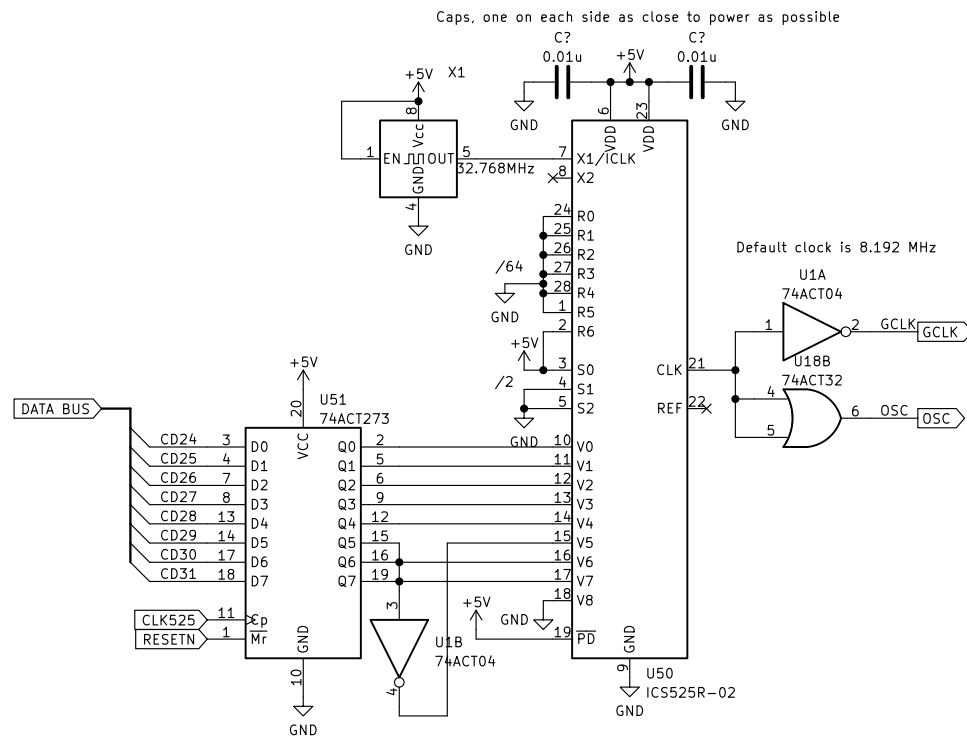 Caps, one on each side as close to power as possible
C?
0.01u
C?
0.01u
+5V
GND
GND
+5V
X1
8
Vcc
1
EN
OUT
5
GND
4
GND
32.768MHz
6
VDD
23
VDD
7
X1/ICLK
8
X2
24
R0
25
R1
26
R2
27
R3
28
R4
1
R5
2
R6
/64
GND
+5V
3
S0
4
S1
5
S2
/2
GND
CLK
21
REF
22
Default clock is 8.192 MHz
U1A
74ACT04
1
2
GCLK
GCLK
U18B
74ACT32
4
5
6
OSC
OSC
+5V
20
VCC
U51
74ACT273
DATA BUS
CD24
3
D0
Q0
2
10
V0
CD25
4
D1
Q1
5
11
V1
CD26
7
D2
Q2
6
12
V2
CD27
8
D3
Q3
9
13
V3
CD28
13
D4
Q4
12
14
V4
CD29
14
D5
Q5
15
15
V5
CD30
17
D6
Q6
16
16
V6
CD31
18
D7
Q7
19
17
V7
18
V8
GND
CLK525
11
Cp
RESETN
1
Mr
GND
10
GND
3
U1B
74ACT04
4
+5V
19
PD
GND
9
GND
U50
ICS525R-02